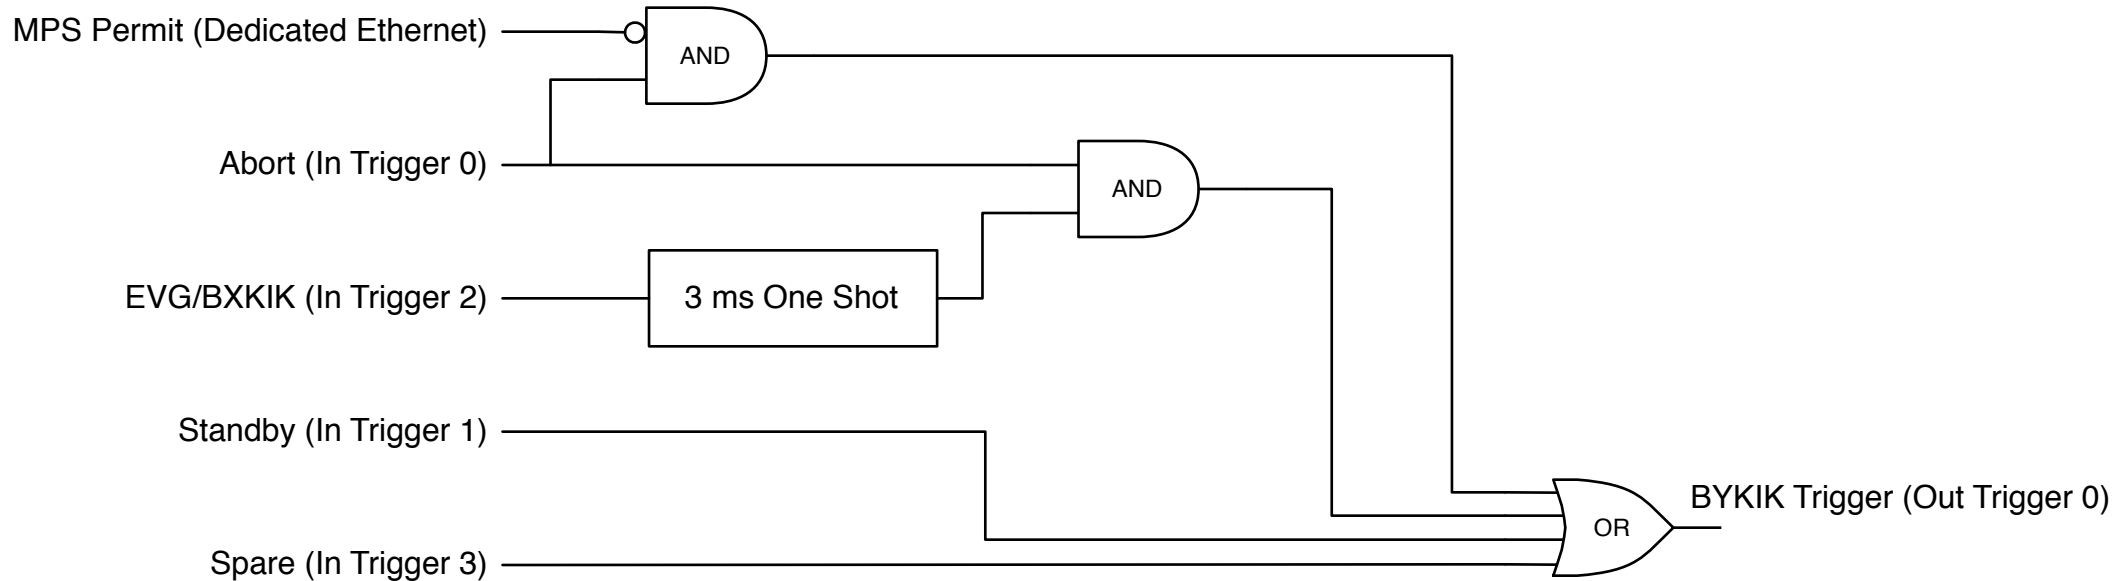 MPS Permit (Dedicated Ethernet)
AND
Abort (In Trigger 0)
AND
EVG/BXKIK (In Trigger 2)
3 ms One Shot
Standby (In Trigger 1)
BYKIK Trigger (Out Trigger 0)
OR
Spare (In Trigger 3)